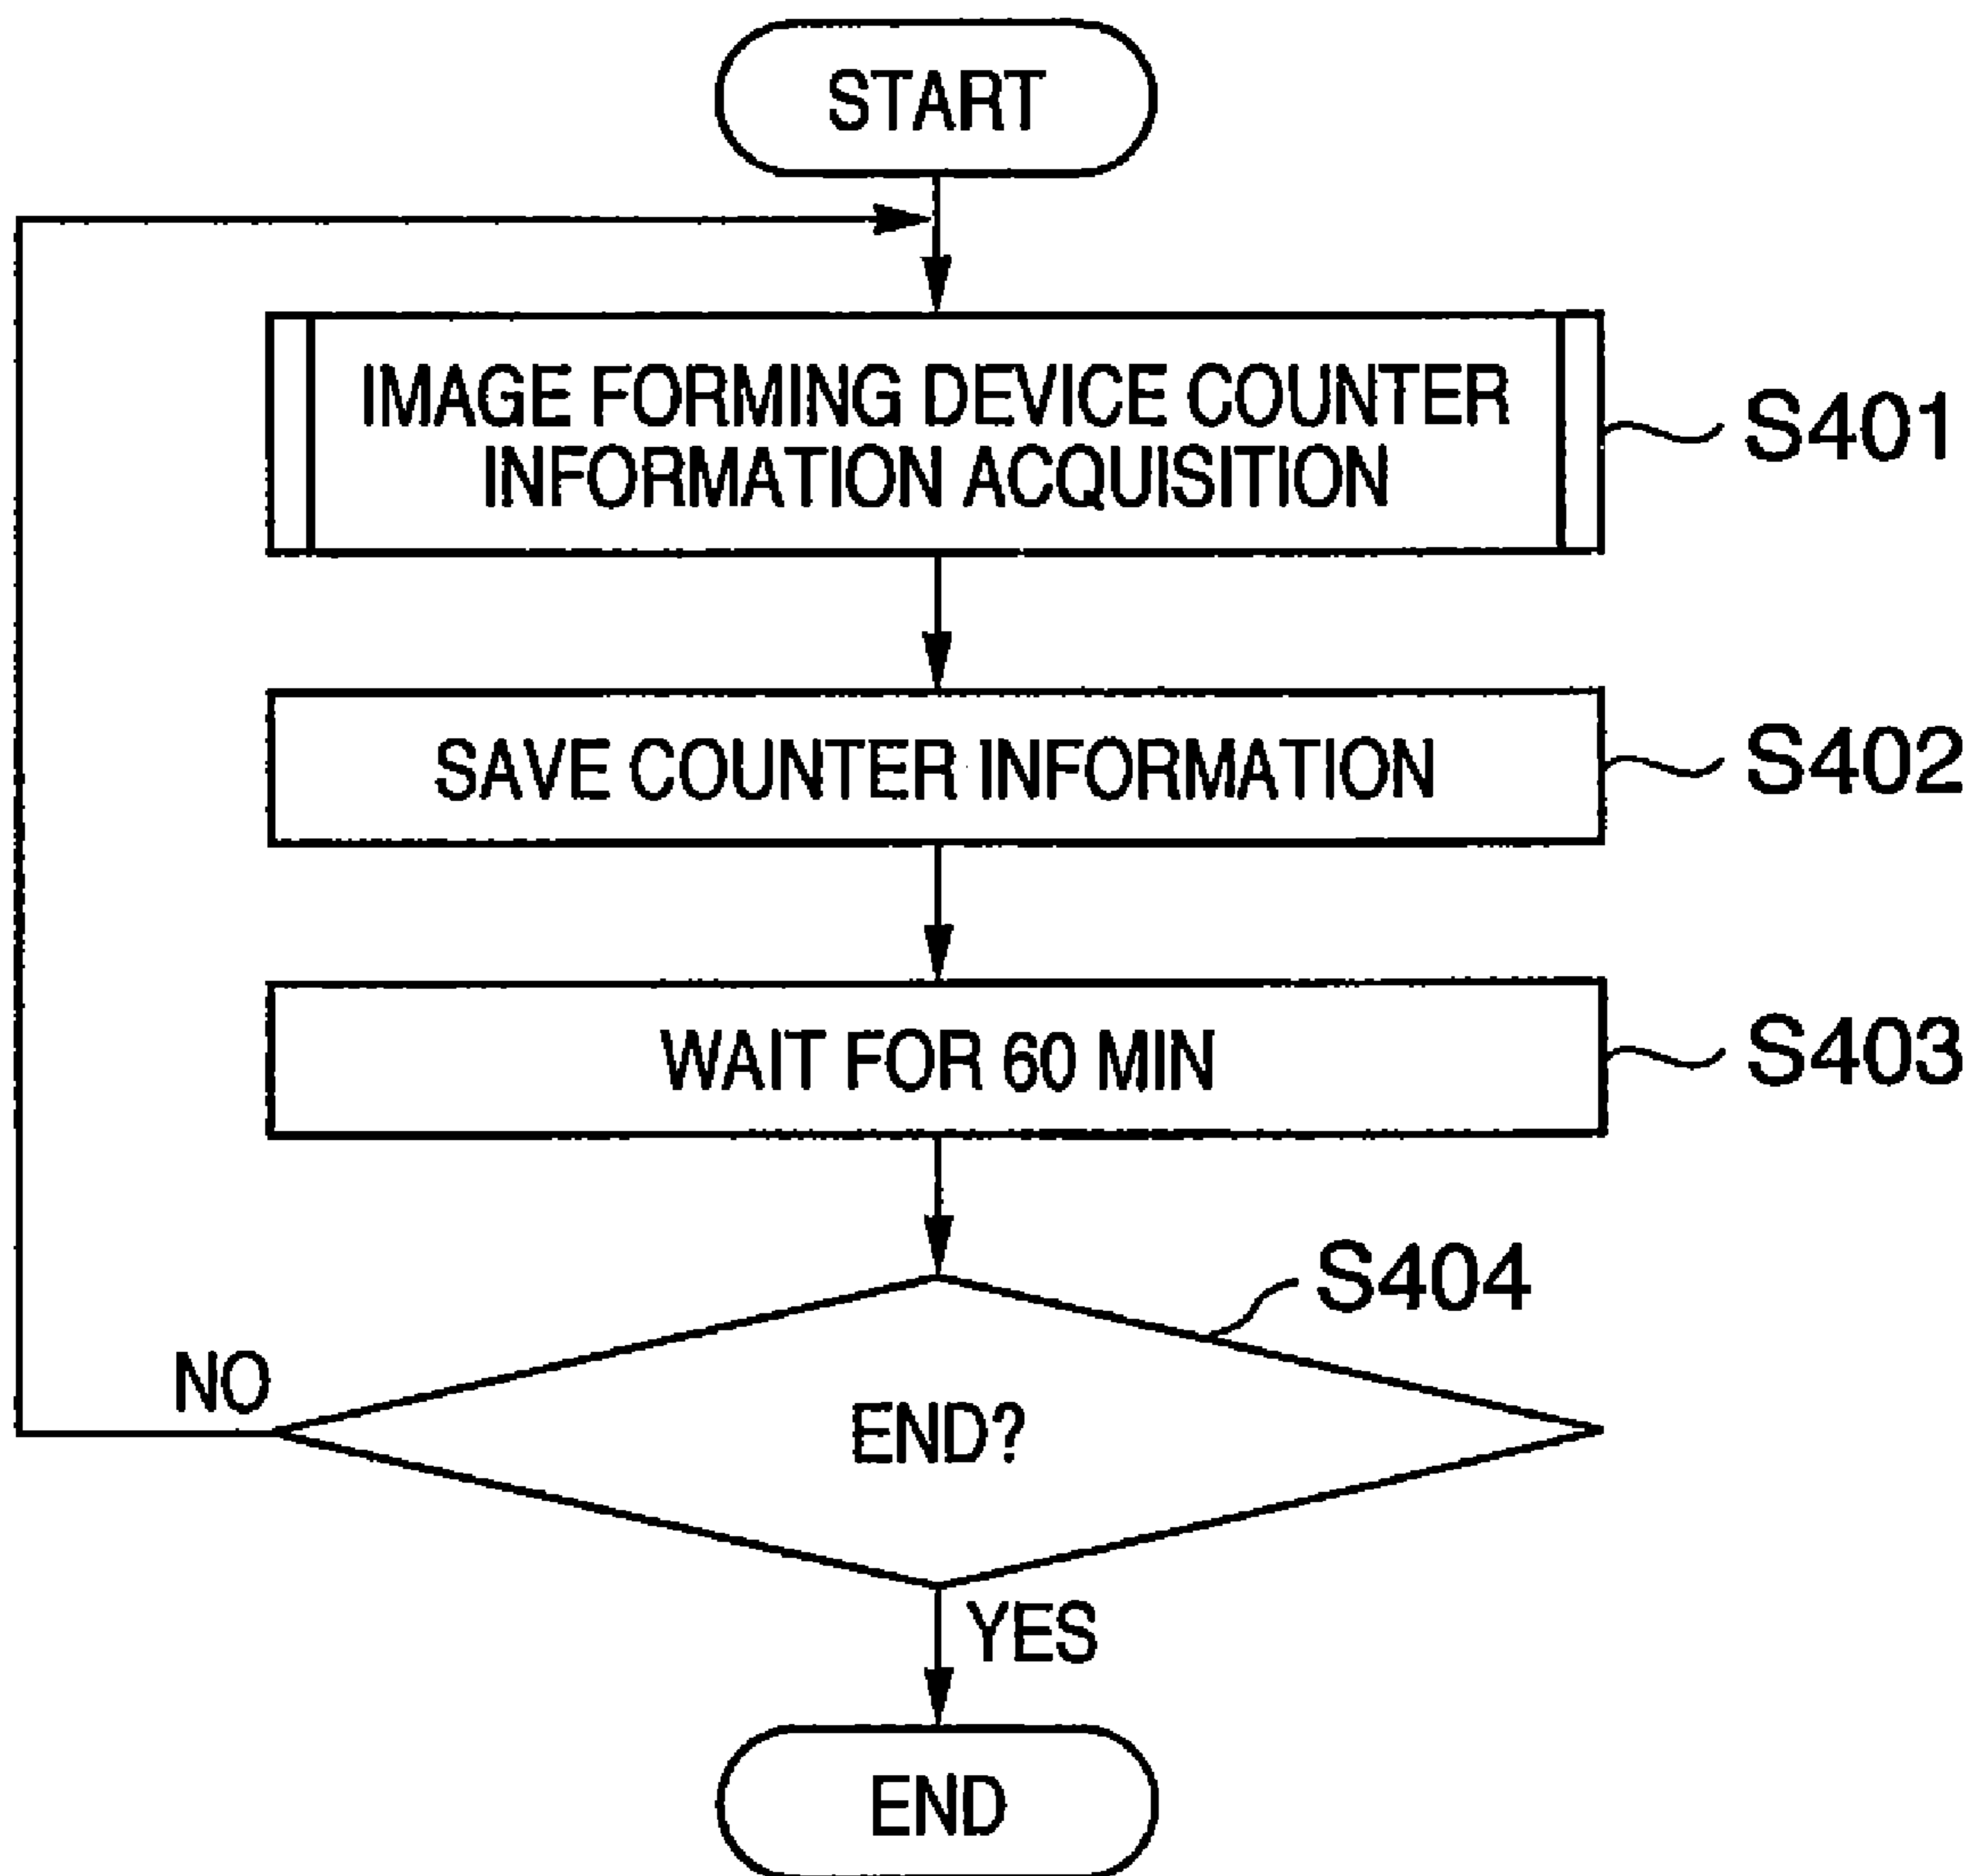 START
IMAGE FORMING DEVICE COUNTER
INFORMATION ACQUISITION
S401
SAVE COUNTER INFORMATION
S402
WAIT FOR 60 MIN
S403
S404
NO
END?
YES
END